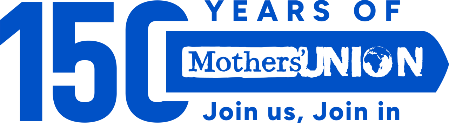 150 YEARS OF
Mothers' UNION
Join us, Join in